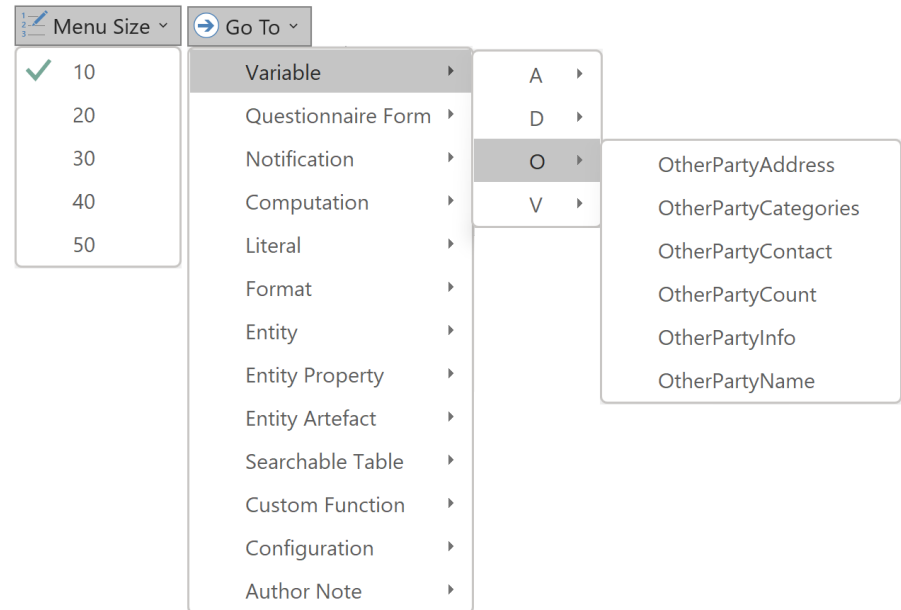 Menu Size
10
20
30
40
50
Go To
Variable
Questionnaire Form
Notification
Computation
Literal
Format
Entity
Entity Property
Entity Artefact
Searchable Table
Custom Function
Configuration
Author Note
A
D
O
V
OtherPartyAddress
OtherPartyCategories
OtherPartyContact
OtherPartyCount
OtherPartyInfo
OtherPartyName